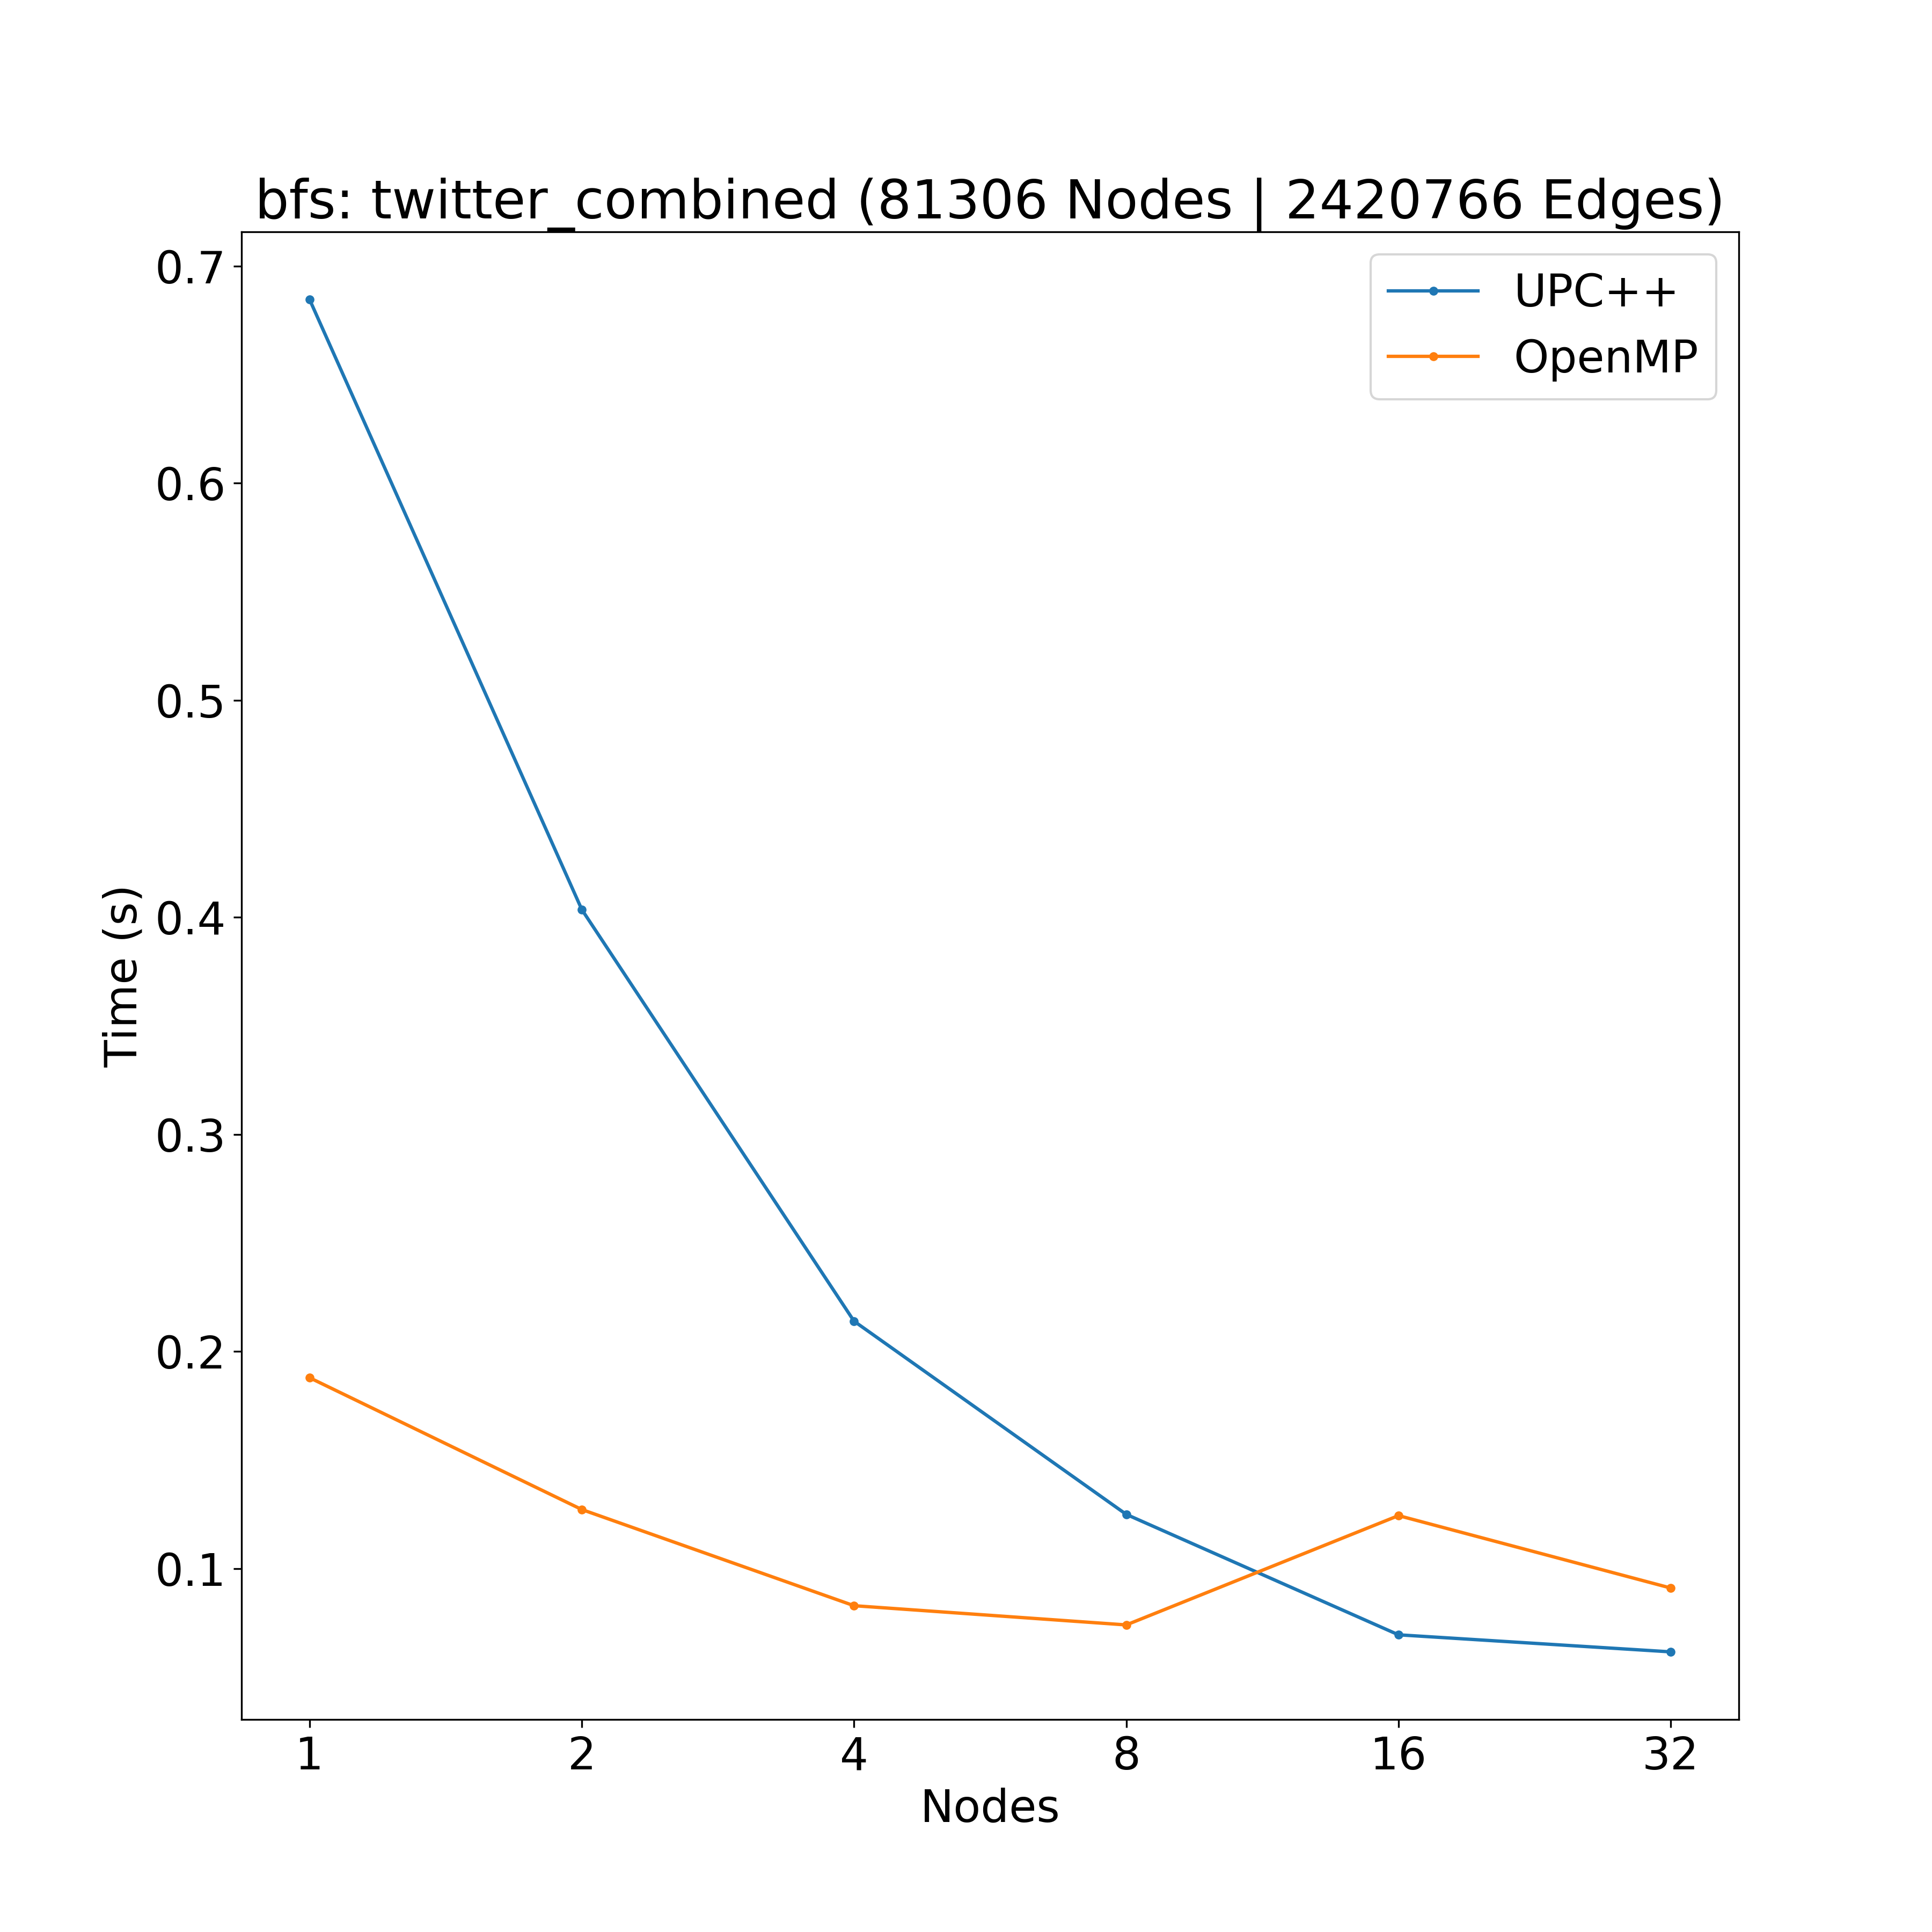 bfs: twitter_combined (81306 Nodes | 2420766 Edges)
UPC++
OpenMP
Time (s)
0.7
0.6
0.5
0.4
0.3
0.2
0.1
1 2 4 8 16 32
Nodes